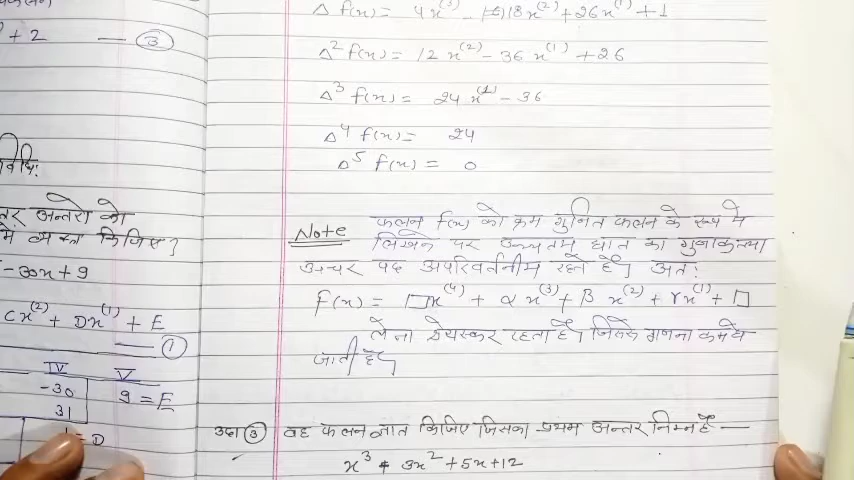 + 2 — (3)
विधि:
अन्तरो को
मे व्यक्त किजिए?
- 30x + 9
Cx^(2) + Dx^(1) + E
— (1)
IV V
-30 9 = E
31
= D
Δ f(x) = 4x^(3) - 18x^(2) + 26x^(1) + 1
Δ² f(x) = 12x^(2) - 36x^(1) + 26
Δ³ f(x) = 24x^(1) - 36
Δ⁴ f(x) = 24
Δ⁵ f(x) = 0
Note फलन f(x) को क्रम गुनित फलन के रूप मे
लिखने पर उच्चतम घात का गुणांक तथा
अचर पद अपरिवर्तनीय रहते है। अत:
f(x) = □x^(4) + αx^(3) + βx^(2) + γx^(1) + □
लेना श्रेयस्कर रहता है। जिससे गणना कम हो
जाती है।
उदा (3) वह फलन ज्ञात किजिए जिसका प्रथम अन्तर निम्न है —
x³ + 3x² + 5x + 12